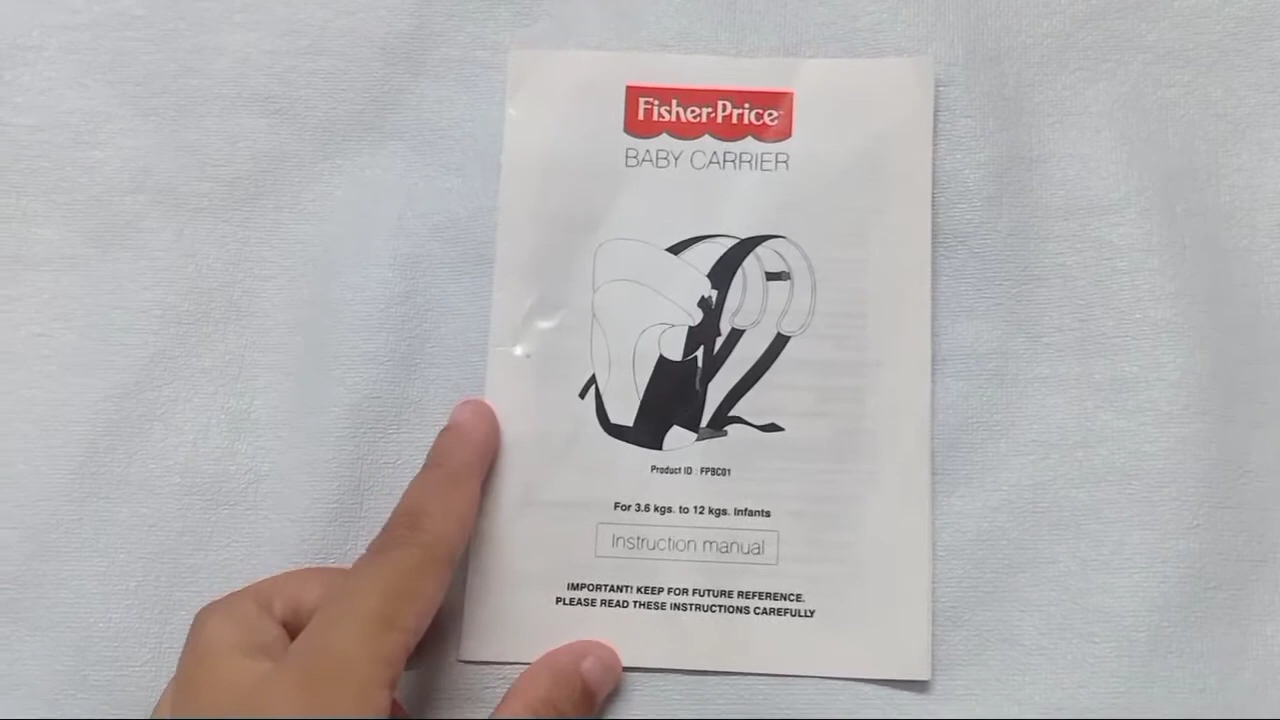 Fisher-Price
BABY CARRIER
Product ID : FPBC01
For 3.6 kgs. to 12 kgs. Infants
Instruction manual
IMPORTANT! KEEP FOR FUTURE REFERENCE.
PLEASE READ THESE INSTRUCTIONS CAREFULLY